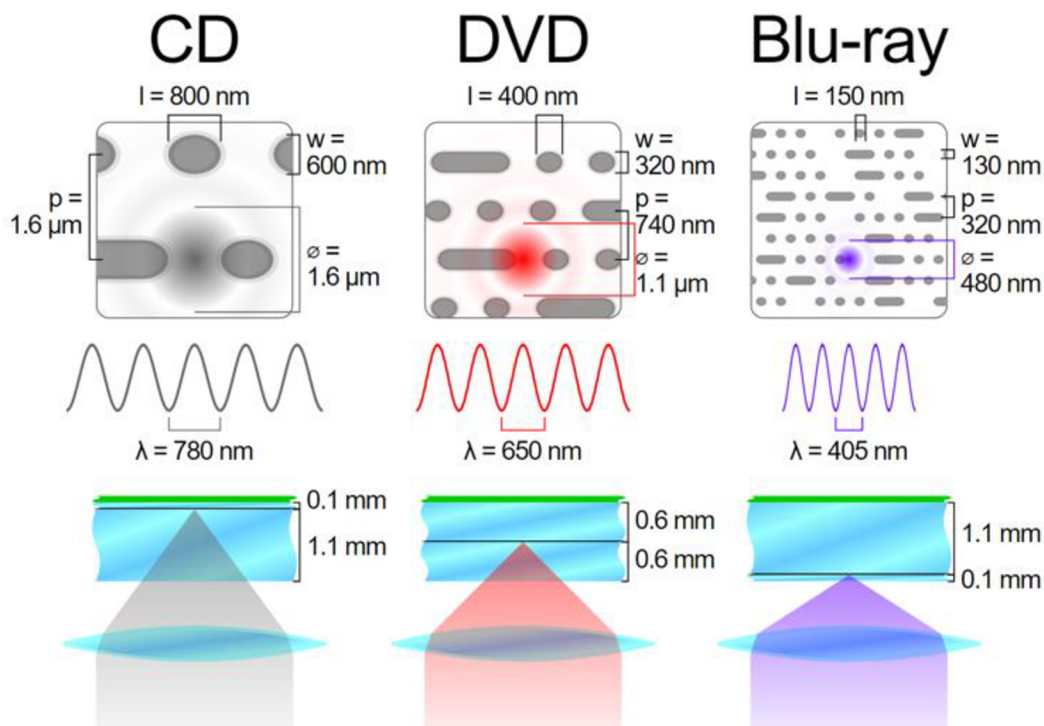 CD
l = 800 nm
w =
600 nm
p =
1.6 µm
⌀ =
1.6 µm
λ = 780 nm
0.1 mm
1.1 mm
DVD
l = 400 nm
w =
320 nm
p =
740 nm
⌀ =
1.1 µm
λ = 650 nm
0.6 mm
0.6 mm
Blu-ray
l = 150 nm
w =
130 nm
p =
320 nm
⌀ =
480 nm
λ = 405 nm
1.1 mm
0.1 mm